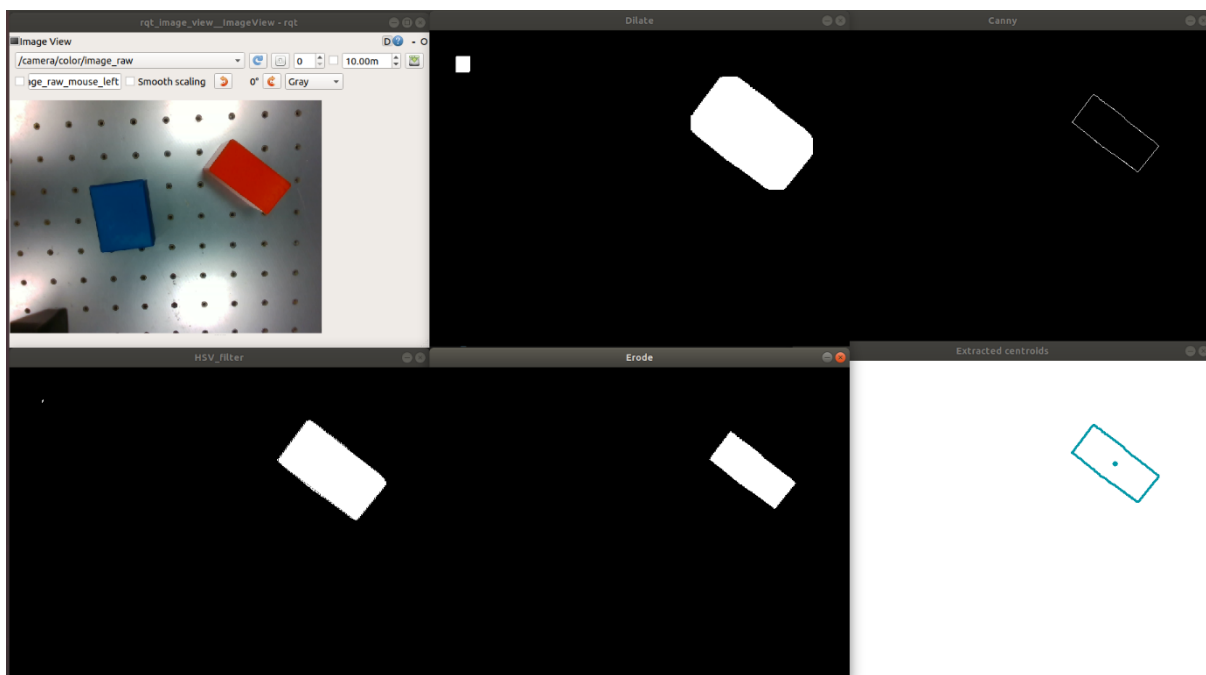 rqt_image_view__ImageView - rqt
Image View
D - O
/camera/color/image_raw 0 10.00m
ge_raw_mouse_left Smooth scaling 0° Gray
Dilate
Canny
HSV_filter
Erode
Extracted centroids